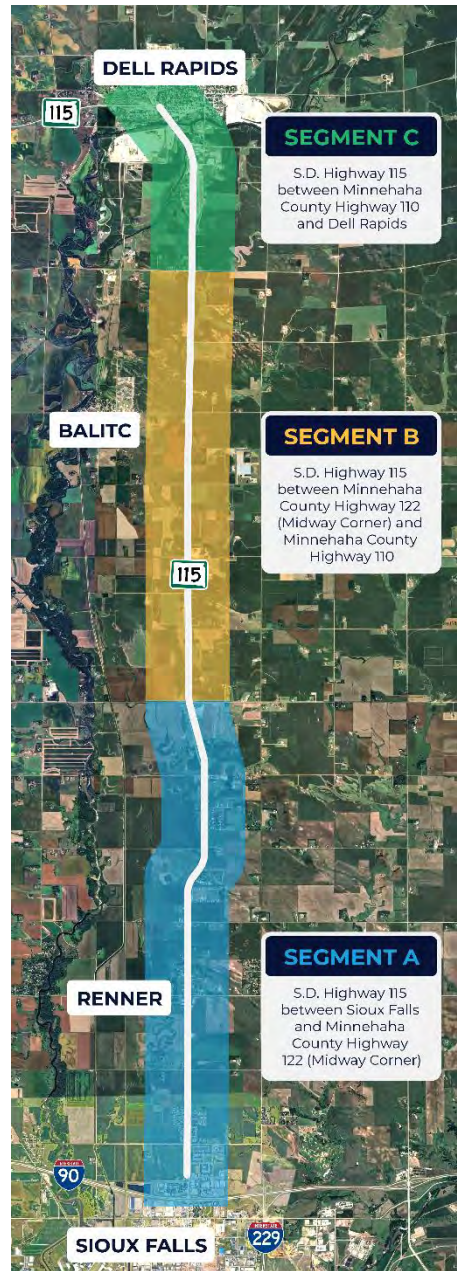 DELL RAPIDS
115
SEGMENT C
S.D. Highway 115
between Minnehaha
County Highway 110
and Dell Rapids
BALITC
SEGMENT B
S.D. Highway 115
between Minnehaha
County Highway 122
(Midway Corner) and
Minnehaha County
Highway 110
115
SEGMENT A
S.D. Highway 115
between Sioux Falls
and Minnehaha
County Highway
122 (Midway Corner)
RENNER
90
229
SIOUX FALLS